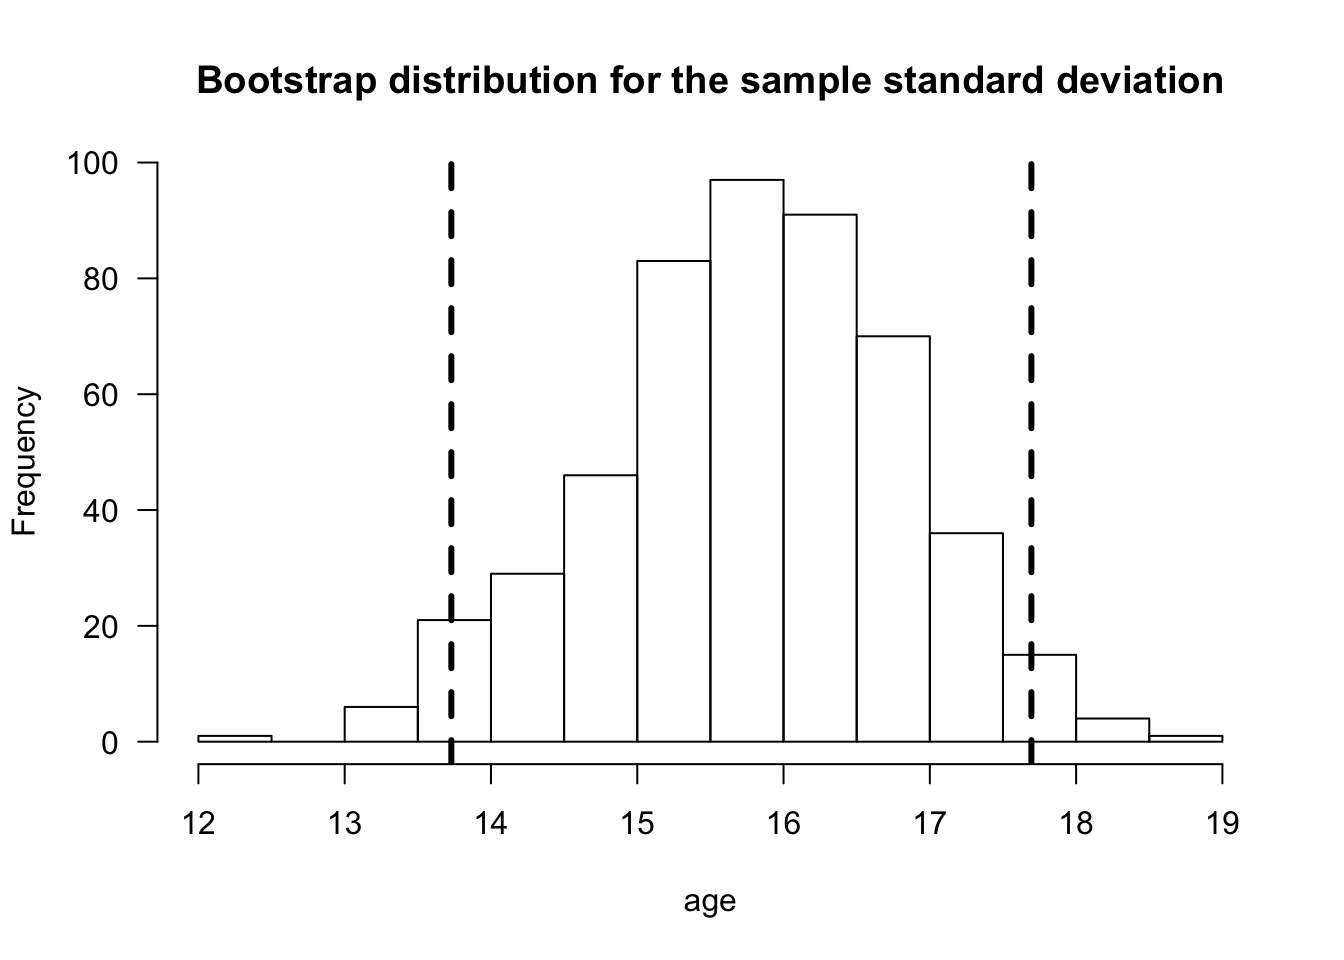 Bootstrap distribution for the sample standard deviation
100
80
60
40
20
0
Frequency
12 13 14 15 16 17 18 19
age